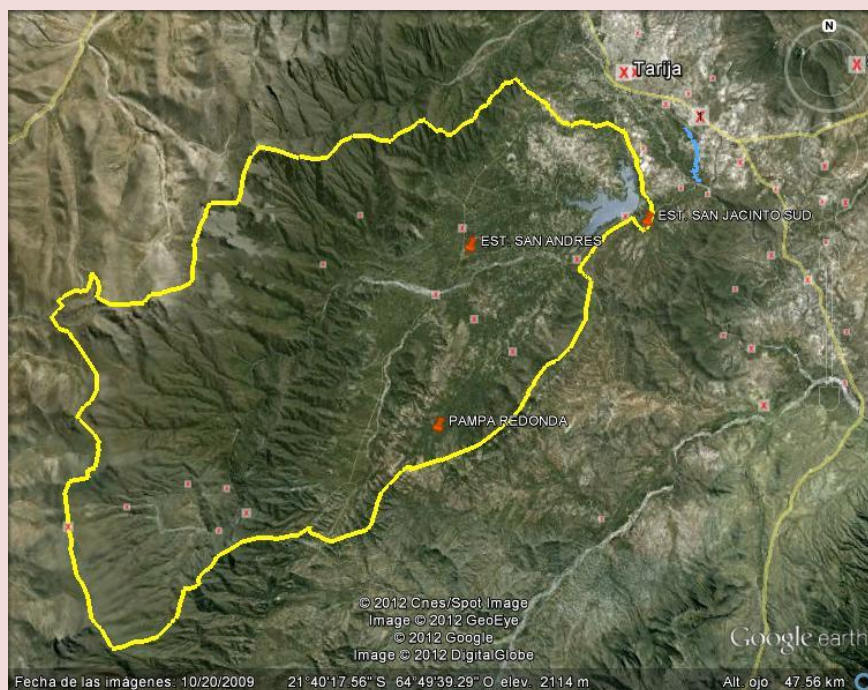 N
Tarija
EST. SAN JACINTO SUD
EST. SAN ANDRES
PAMPA REDONDA
© 2012 Cnes/Spot Image
Image © 2012 GeoEye
© 2012 Google
Image © 2012 DigitalGlobe
Google earth
Fecha de las imágenes: 10/20/2009 21°40'17.56" S 64°49'39.29" O elev. 2114 m Alt. ojo 47.56 km